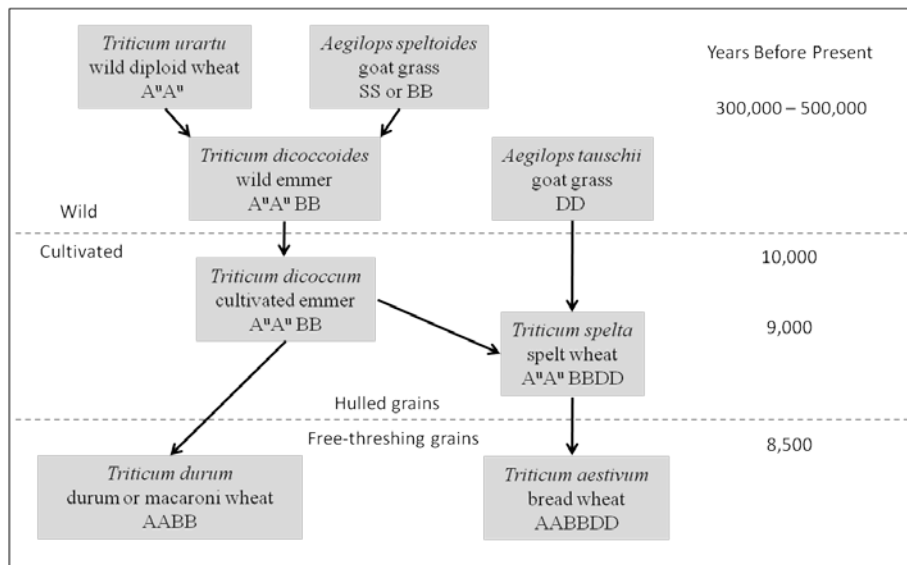 Triticum urartu
wild diploid wheat
AᵘAᵘ
Aegilops speltoides
goat grass
SS or BB
Years Before Present
300,000 – 500,000
Triticum dicoccoides
wild emmer
AᵘAᵘ BB
Aegilops tauschii
goat grass
DD
Wild
Cultivated
10,000
Triticum dicoccum
cultivated emmer
AᵘAᵘ BB
Triticum spelta
spelt wheat
AᵘAᵘ BBDD
9,000
Hulled grains
Free-threshing grains
8,500
Triticum durum
durum or macaroni wheat
AABB
Triticum aestivum
bread wheat
AABBDD